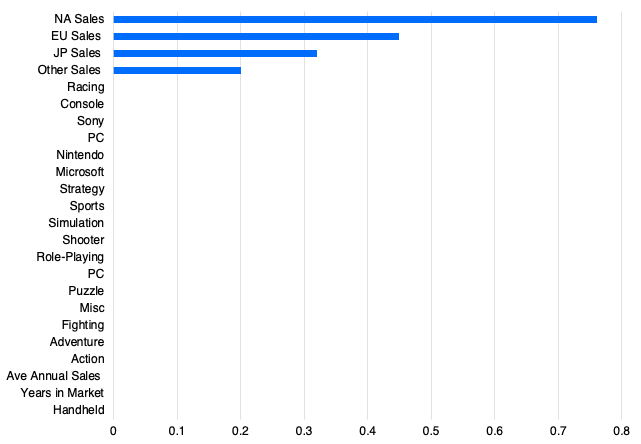 NA Sales
EU Sales
JP Sales
Other Sales
Racing
Console
Sony
PC
Nintendo
Microsoft
Strategy
Sports
Simulation
Shooter
Role-Playing
PC
Puzzle
Misc
Fighting
Adventure
Action
Ave Annual Sales
Years in Market
Handheld
0 0.1 0.2 0.3 0.4 0.5 0.6 0.7 0.8